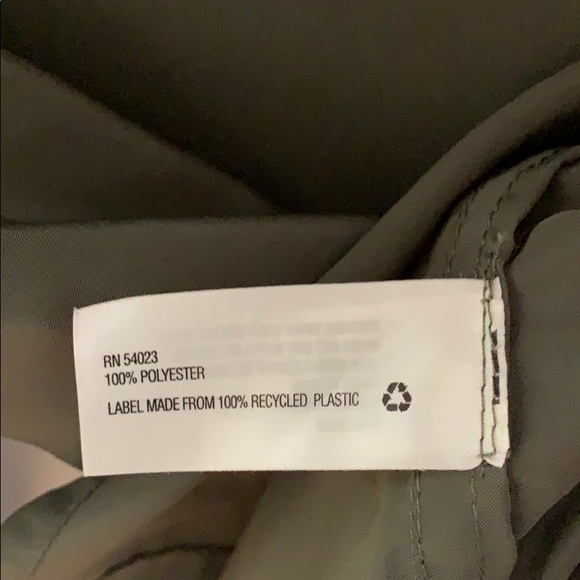 RN 54023
100% POLYESTER
LABEL MADE FROM 100% RECYCLED PLASTIC